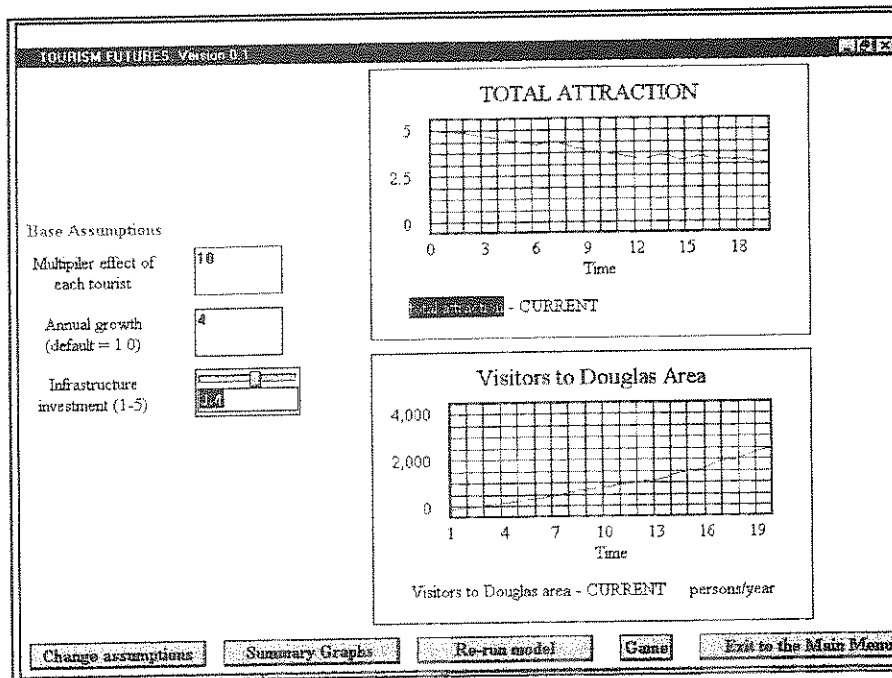 TOURISM FUTURES Version 0.1
TOTAL ATTRACTION
5
2.5
0
0 3 6 9 12 15 18
Time
total attraction - CURRENT
Base Assumptions
Multipler effect of
each tourist
10
Annual growth
(default = 1.0)
4
Infrastructure
investment (1-5)
Visitors to Douglas Area
4,000
2,000
0
1 4 7 10 13 16 19
Time
Visitors to Douglas area - CURRENT persons/year
Change assumptions
Summary Graphs
Re-run model
Game
Exit to the Main Menu